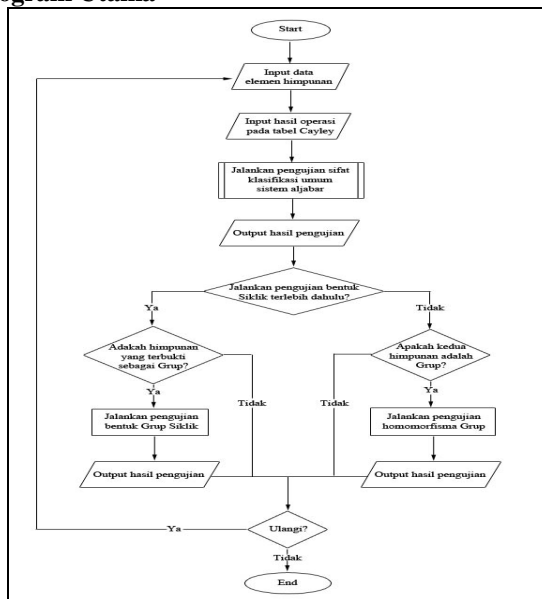 ogram Utama
Start
Input data
elemen himpunan
Input hasil operasi
pada tabel Cayley
Jalankan pengujian sifat
klasifikasi umum
sistem aljabar
Output hasil pengujian
Jalankan pengujian bentuk
Siklik terlebih dahulu?
Ya
Tidak
Adakah himpunan
yang terbukti
sebagai Grup?
Apakah kedua
himpunan adalah
Grup?
Ya
Tidak
Tidak
Ya
Jalankan pengujian
bentuk Grup Siklik
Jalankan pengujian
homomorfisma Grup
Output hasil pengujian
Output hasil pengujian
Ya
Ulangi?
Tidak
End